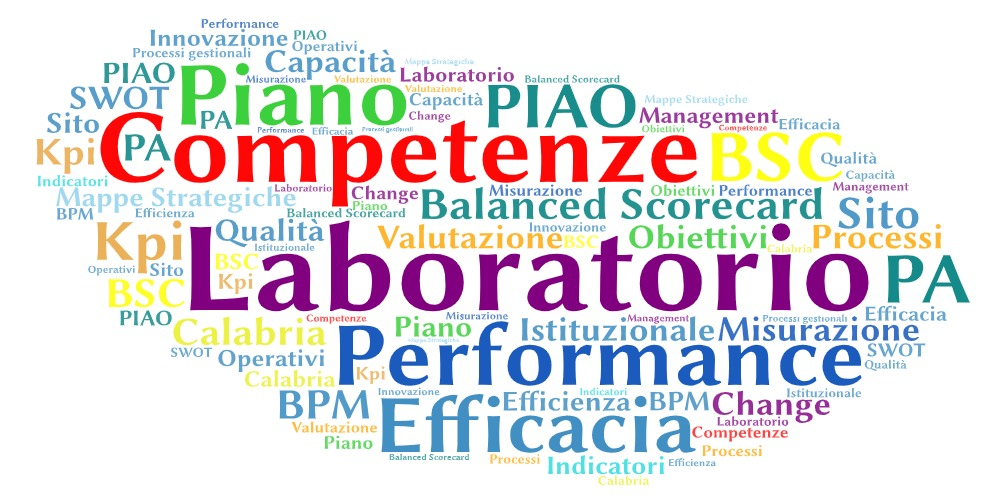 Performance
Innovazione PIAO
Processi gestionali Operativi
Capacità Mappe Strategiche
PIAO Misurazione Valutazione Laboratorio Balanced Scorecard
SWOT Piano Valutazione Capacità PIAO Mappe Strategiche
Sito PA Change Management Efficacia
Performance Efficacia Processi gestionali Obiettivi Competenze
Kpi PA Competenze BSC Qualità
Capacità
Indicatori Laboratorio Change Misurazione Obiettivi Performance Management
Mappe Strategiche Piano Balanced Scorecard Sito
BPM Efficienza Balanced Scorecard
Kpi Qualità Valutazione Innovazione BSC Obiettivi Processi
Istituzionale Calabria
Operativi Sito BSC Kpi Laboratorio PA
BSC
PIAO Competenze Misurazione Management Processi gestionali Efficacia
Calabria Piano Istituzionale Misurazione
Mappe Strategiche
SWOT Operativi Performance SWOT
Qualità
Calabria Kpi
BPM Innovazione Efficienza Indicatori BPM Change Istituzionale
Valutazione Efficacia Laboratorio
Piano Competenze
Balanced Scorecard Processi Indicatori Efficienza Processi
Calabria